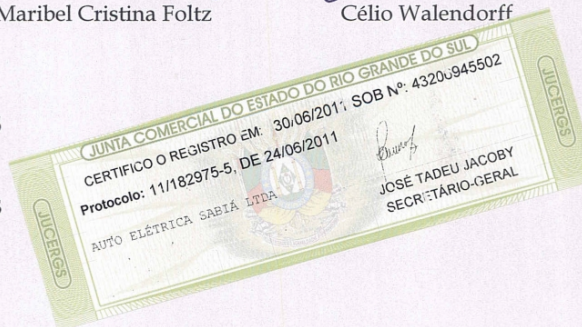 Maribel Cristina Foltz
Célio Walendorff
JUNTA COMERCIAL DO ESTADO DO RIO GRANDE DO SUL
CERTIFICO O REGISTRO EM: 30/06/2011 SOB Nº: 43200945502
Protocolo: 11/182975-5, DE 24/06/2011
AUTO ELÉTRICA SABIÁ LTDA
JOSÉ TADEU JACOBY
SECRETÁRIO-GERAL
JUCERGS
JUCERGS